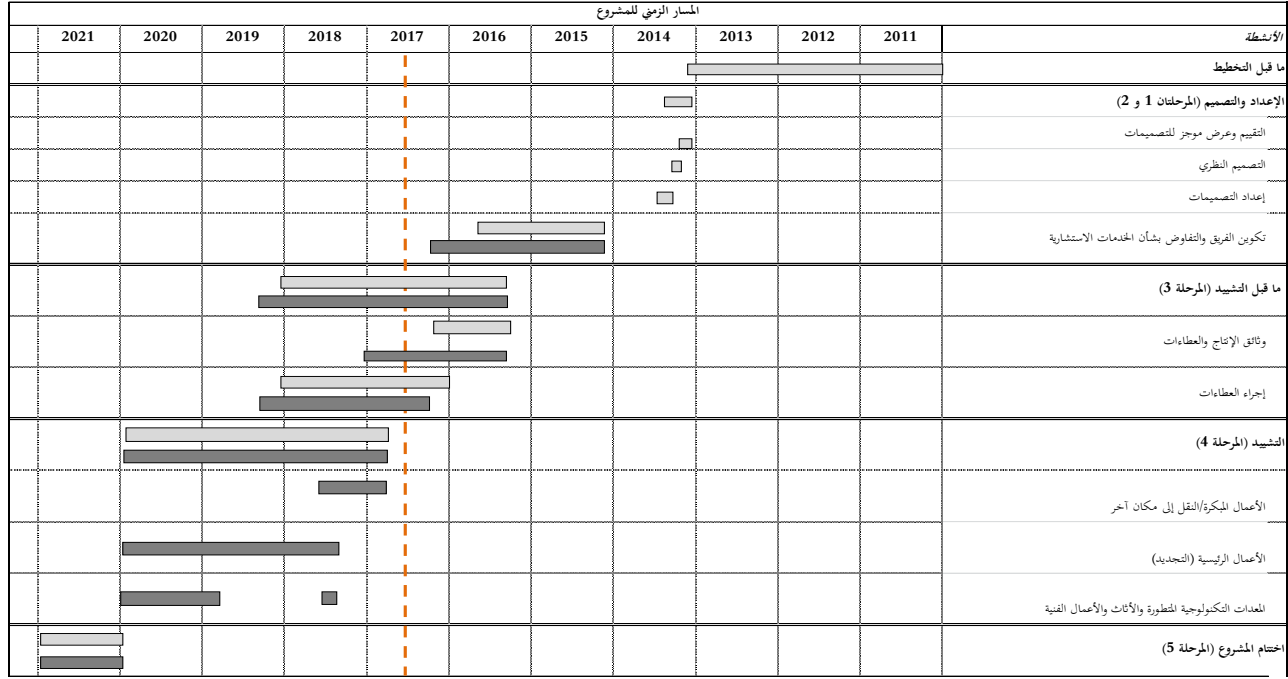 المسار الزمني للمشروع
الأنشطة 2011 2012 2013 2014 2015 2016 2017 2018 2019 2020 2021
ما قبل التخطيط
الإعداد والتصميم (المرحلتان 1 و 2)
التقييم وعرض موجز للتصميمات
التصميم النظري
إعداد التصميمات
تكوين الفريق والتفاوض بشأن الخدمات الاستشارية
ما قبل التشييد (المرحلة 3)
وثائق الإنتاج والعطاءات
إجراء العطاءات
التشييد (المرحلة 4)
الأعمال المبكرة/النقل إلى مكان آخر
الأعمال الرئيسية (التجديد)
المعدات التكنولوجية المتطورة والأثاث والأعمال الفنية
اختتام المشروع (المرحلة 5)